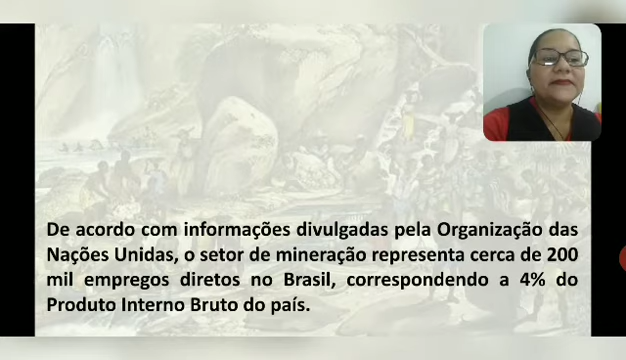 De acordo com informações divulgadas pela Organização das
Nações Unidas, o setor de mineração representa cerca de 200
mil empregos diretos no Brasil, correspondendo a 4% do
Produto Interno Bruto do país.